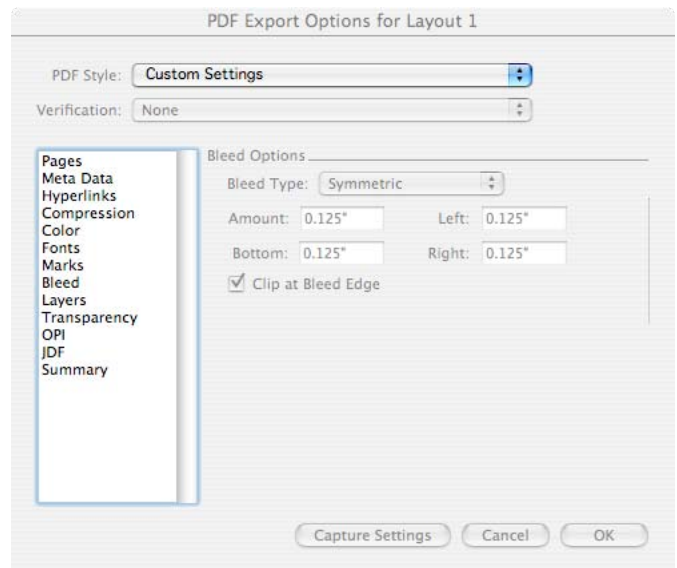 PDF Export Options for Layout 1
PDF Style: Custom Settings
Verification: None
Pages
Meta Data
Hyperlinks
Compression
Color
Fonts
Marks
Bleed
Layers
Transparency
OPI
JDF
Summary
Bleed Options
Bleed Type: Symmetric
Amount: 0.125" Left: 0.125"
Bottom: 0.125" Right: 0.125"
Clip at Bleed Edge
Capture Settings Cancel OK